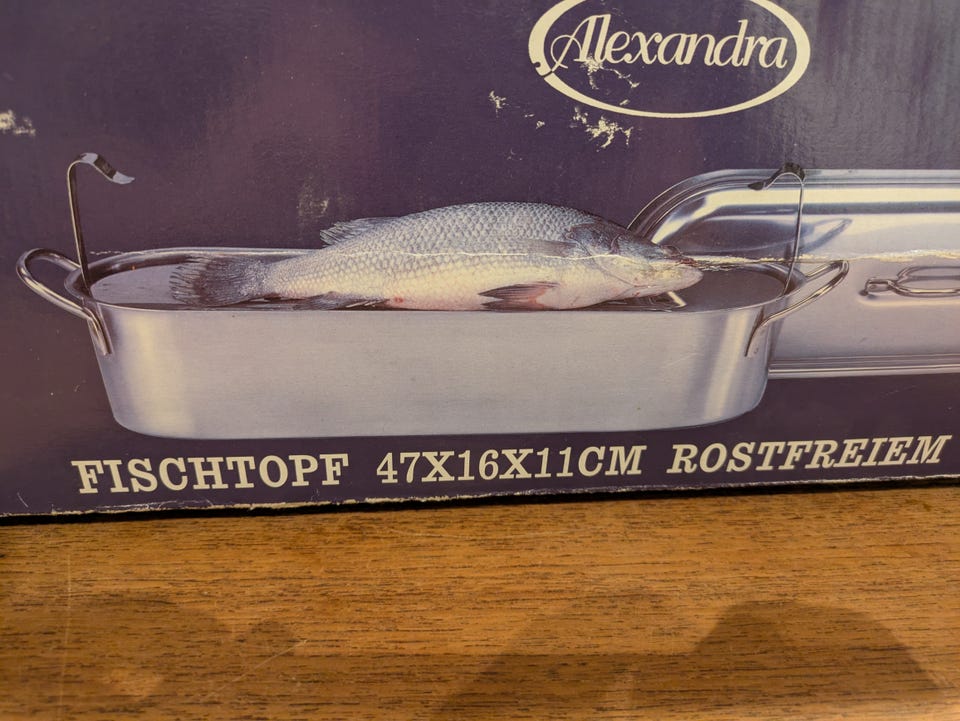 Alexandra
FISCHTOPF 47X16X11CM ROSTFREIEM